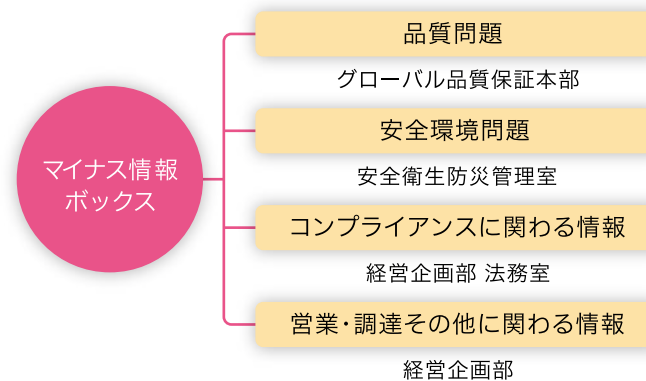 マイナス情報
ボックス
品質問題
グローバル品質保証本部
安全環境問題
安全衛生防災管理室
コンプライアンスに関わる情報
経営企画部 法務室
営業・調達その他に関わる情報
経営企画部